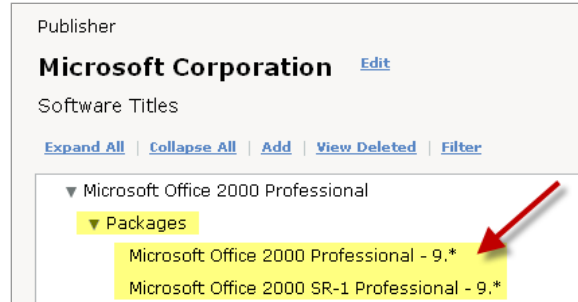 Publisher
Microsoft Corporation Edit
Software Titles
Expand All | Collapse All | Add | View Deleted | Filter
Microsoft Office 2000 Professional
Packages
Microsoft Office 2000 Professional - 9.*
Microsoft Office 2000 SR-1 Professional - 9.*